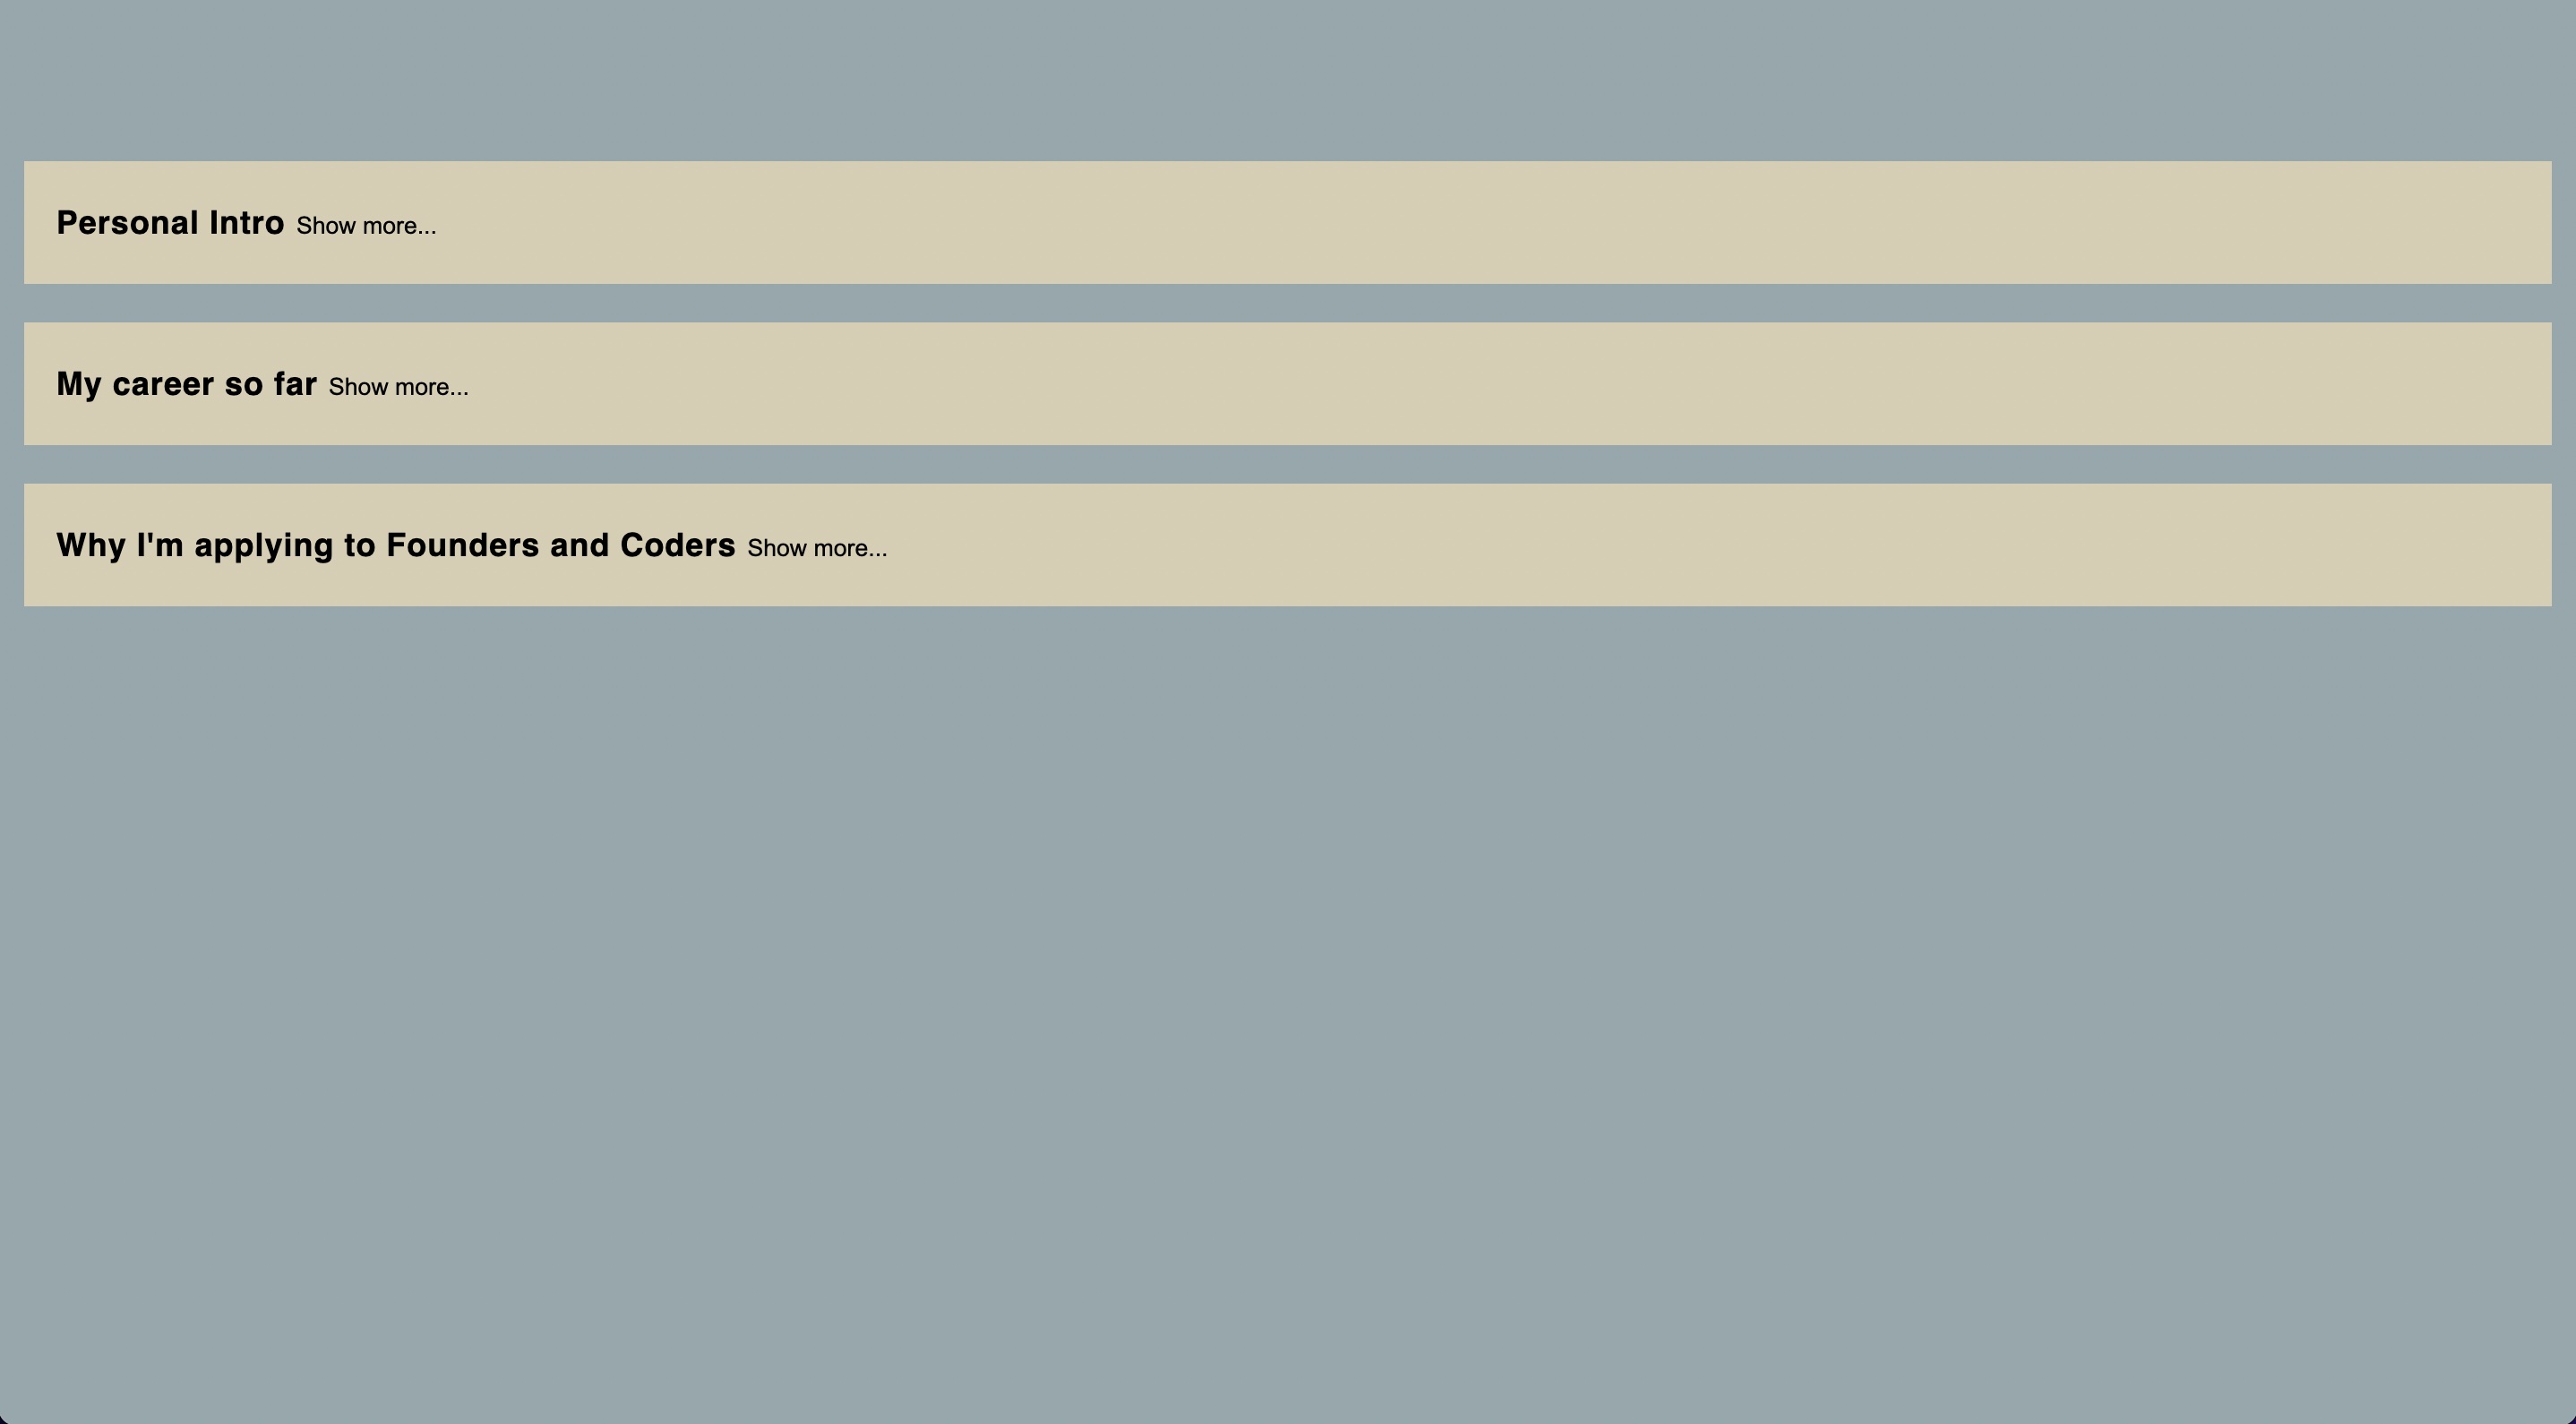 Personal Intro Show more...
My career so far Show more...
Why I'm applying to Founders and Coders Show more...